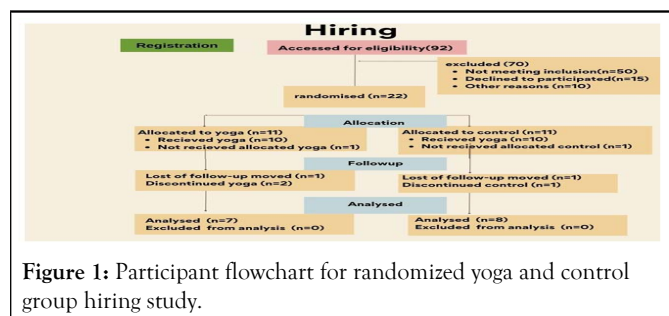 Hiring
Registration
Accessed for eligibility(92)
excluded (70)
• Not meeting inclusion(n=50)
• Declined to participated(n=15)
• Other reasons (n=10)
randomised (n=22)
Allocation
Allocated to yoga (n=11)
• Recieved yoga (n=10)
• Not recieved allocated yoga (n=1)
Allocated to control (n=11)
• Recieved yoga (n=10)
• Not recieved allocated control (n=1)
Followup
Lost of follow-up moved (n=1)
Discontinued yoga (n=2)
Lost of follow-up moved (n=1)
Discontinued control (n=1)
Analysed
Analysed (n=7)
Excluded from analysis (n=0)
Analysed (n=8)
Excluded from analysis (n=0)
Figure 1: Participant flowchart for randomized yoga and control
group hiring study.